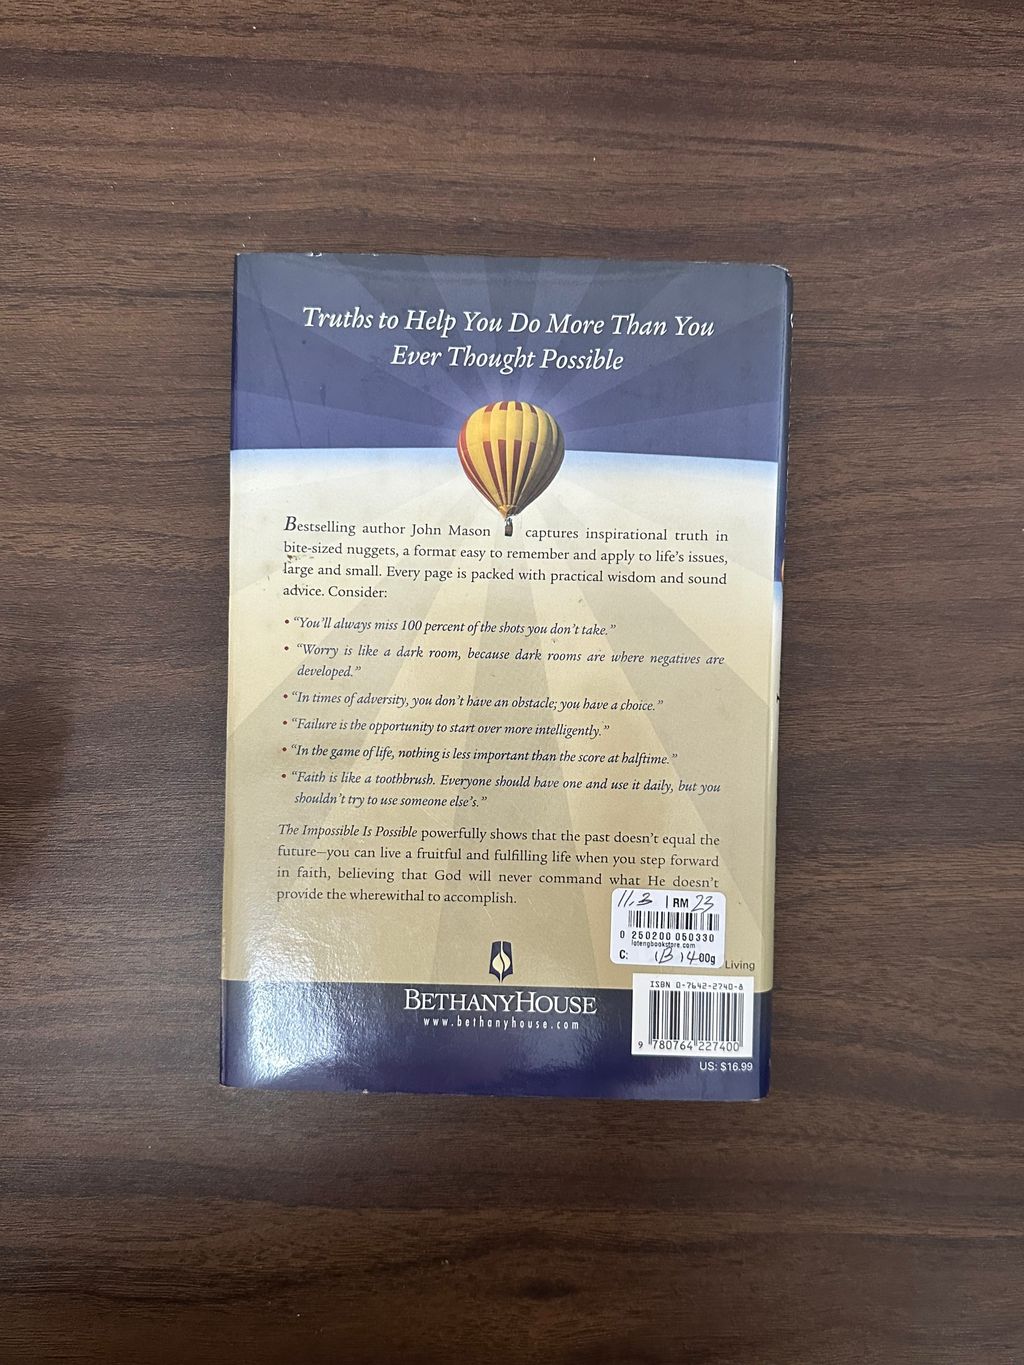 Truths to Help You Do More Than You
Ever Thought Possible
Bestselling author John Mason captures inspirational truth in
bite-sized nuggets, a format easy to remember and apply to life's issues,
large and small. Every page is packed with practical wisdom and sound
advice. Consider:
• "You'll always miss 100 percent of the shots you don't take."
• "Worry is like a dark room, because dark rooms are where negatives are
developed."
• "In times of adversity, you don't have an obstacle; you have a choice."
• "Failure is the opportunity to start over more intelligently."
• "In the game of life, nothing is less important than the score at halftime."
• "Faith is like a toothbrush. Everyone should have one and use it daily, but you
shouldn't try to use someone else's."
The Impossible Is Possible powerfully shows that the past doesn't equal the
future—you can live a fruitful and fulfilling life when you step forward
in faith, believing that God will never command what He doesn't
provide the wherewithal to accomplish.
11,3 | RM 23
0 250200 050330
C: (B) 400g
Living
BETHANYHOUSE
www.bethanyhouse.com
ISBN 0-7642-2740-8
9 780764 227400
US: $16.99